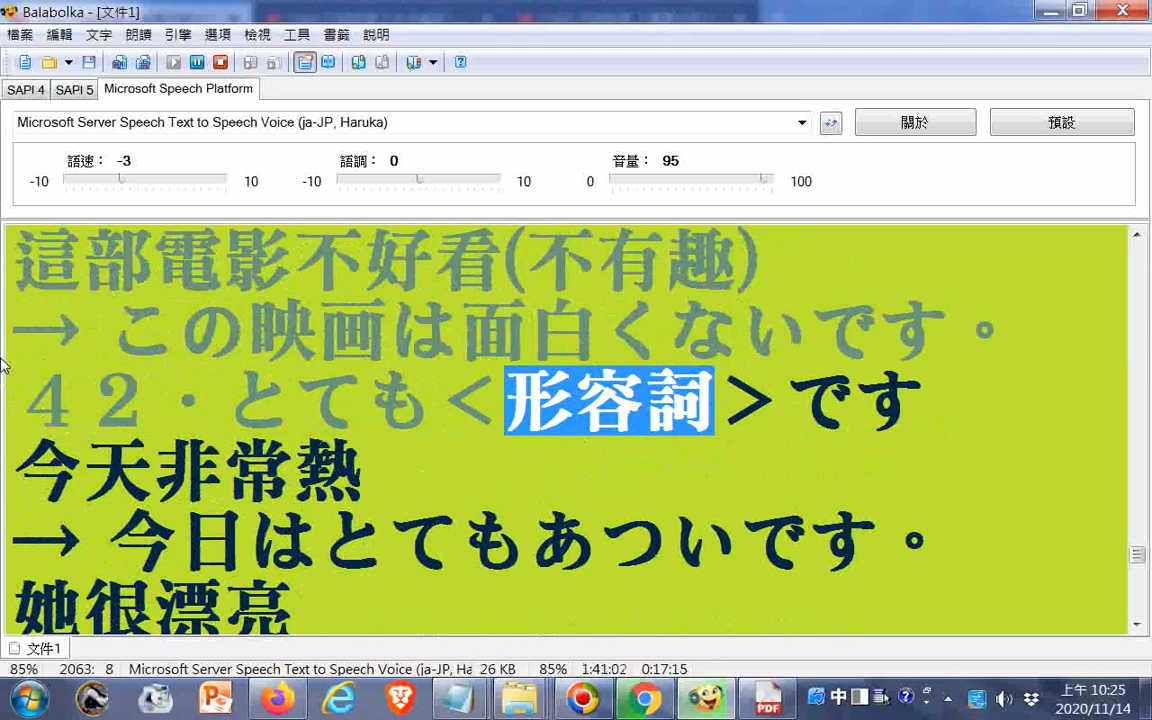 Balabolka - [文件1]
檔案 編輯 文字 朗讀 引擎 選項 檢視 工具 書籤 說明
SAPI 4 SAPI 5 Microsoft Speech Platform
Microsoft Server Speech Text to Speech Voice (ja-JP, Haruka) 關於 預設
語速： -3 語調： 0 音量： 95
-10 10 -10 10 0 100
這部電影不好看(不有趣)
→ この映画は面白くないです。
４２・とても＜形容詞＞です
今天非常熱
→ 今日はとてもあついです。
她很漂亮
文件1
85% 2063: 8 Microsoft Server Speech Text to Speech Voice (ja-JP, Ha 26 KB 85% 1:41:02 0:17:15
PDF 中 上午 10:25
2020/11/14